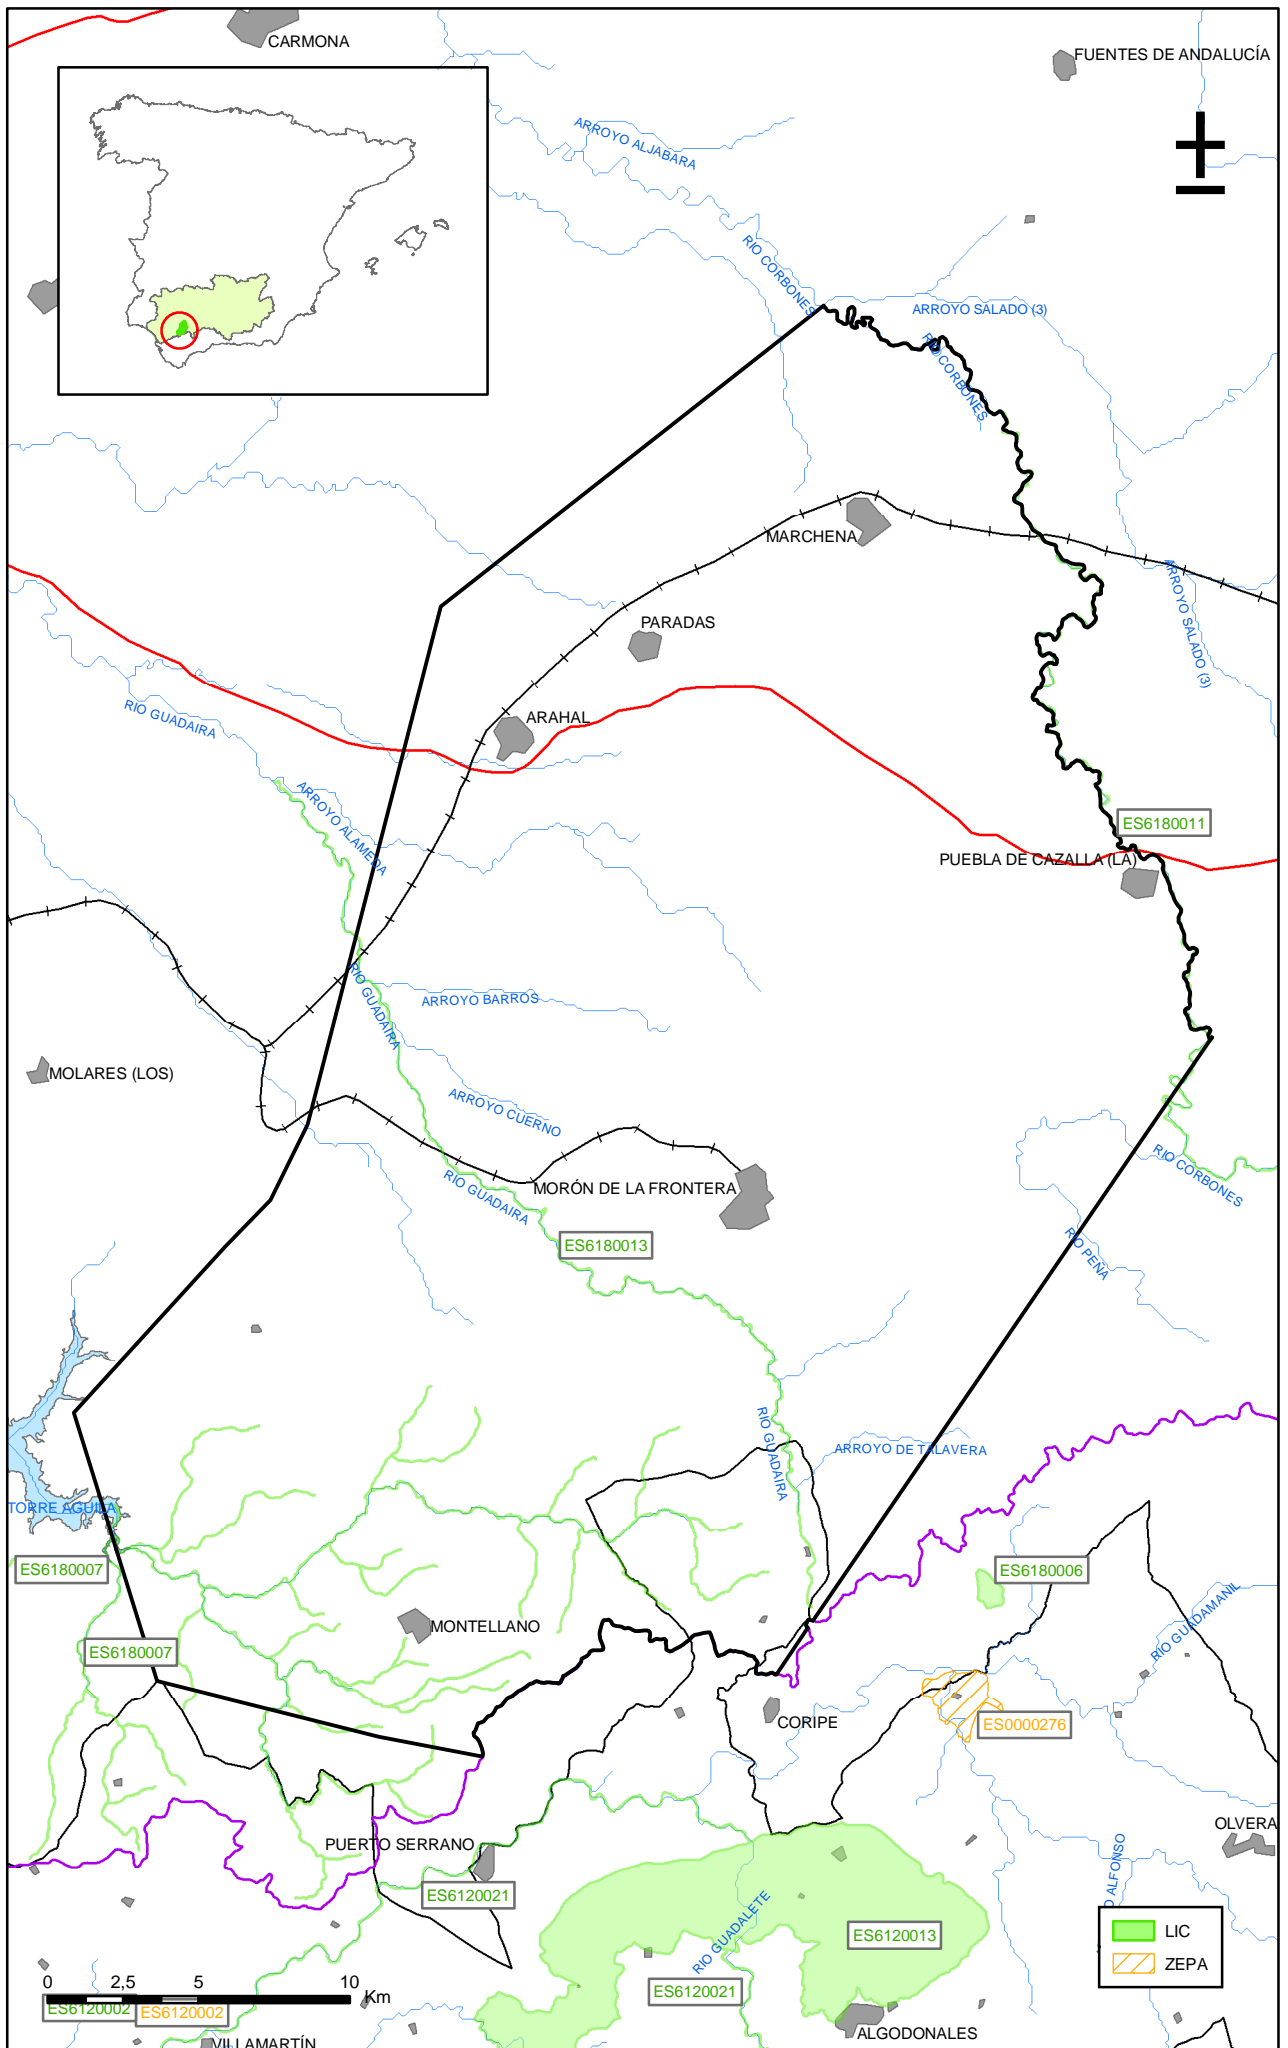 CARMONA
FUENTES DE ANDALUCÍA
ARROYO ALJABARA
RIO CORBONES
ARROYO SALADO (3)
RIO CORBONES
MARCHENA
ARROYO SALADO (3)
PARADAS
RIO GUADAIRA
ARAHAL
ARROYO ALAMEDA
ES6180011
PUEBLA DE CAZALLA (LA)
RIO GUADAIRA
ARROYO BARROS
MOLARES (LOS)
ARROYO CUERNO
RIO CORBONES
RIO GUADAIRA
MORÓN DE LA FRONTERA
ES6180013
RIO PEÑA
RIO GUADAIRA
ARROYO DE TALAVERA
TORRE AGUILA
ES6180007
ES6180006
RIO GUADAMANIL
MONTELLANO
ES6180007
CORIPE
ES0000276
OLVERA
PUERTO SERRANO
ES6120021
RIO GUADALETE
ES6120013
O ALFONSO
LIC
ZEPA
0 2,5 5 10
Km
ES6120002
ES6120002
ES6120021
VILLAMARTÍN
ALGODONALES